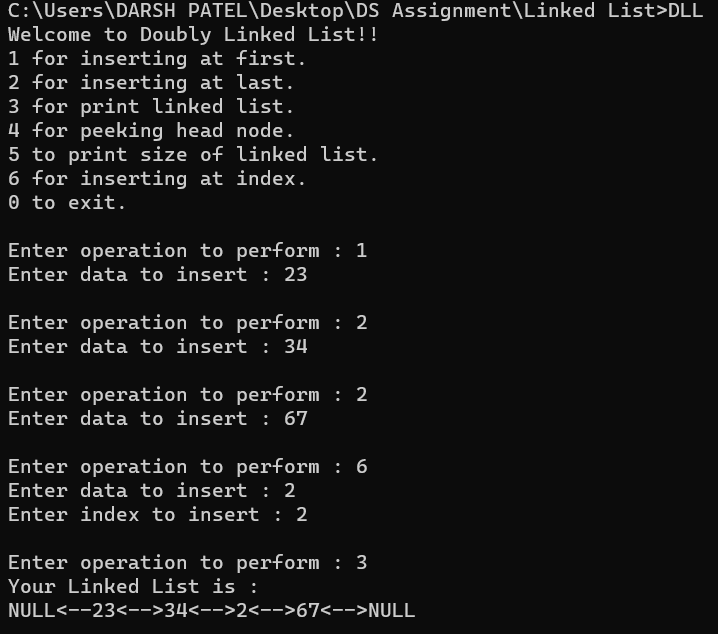 C:\Users\DARSH PATEL\Desktop\DS Assignment\Linked List>DLL
Welcome to Doubly Linked List!!
1 for inserting at first.
2 for inserting at last.
3 for print linked list.
4 for peeking head node.
5 to print size of linked list.
6 for inserting at index.
0 to exit.
Enter operation to perform : 1
Enter data to insert : 23
Enter operation to perform : 2
Enter data to insert : 34
Enter operation to perform : 2
Enter data to insert : 67
Enter operation to perform : 6
Enter data to insert : 2
Enter index to insert : 2
Enter operation to perform : 3
Your Linked List is :
NULL<--23<-->34<-->2<-->67<-->NULL